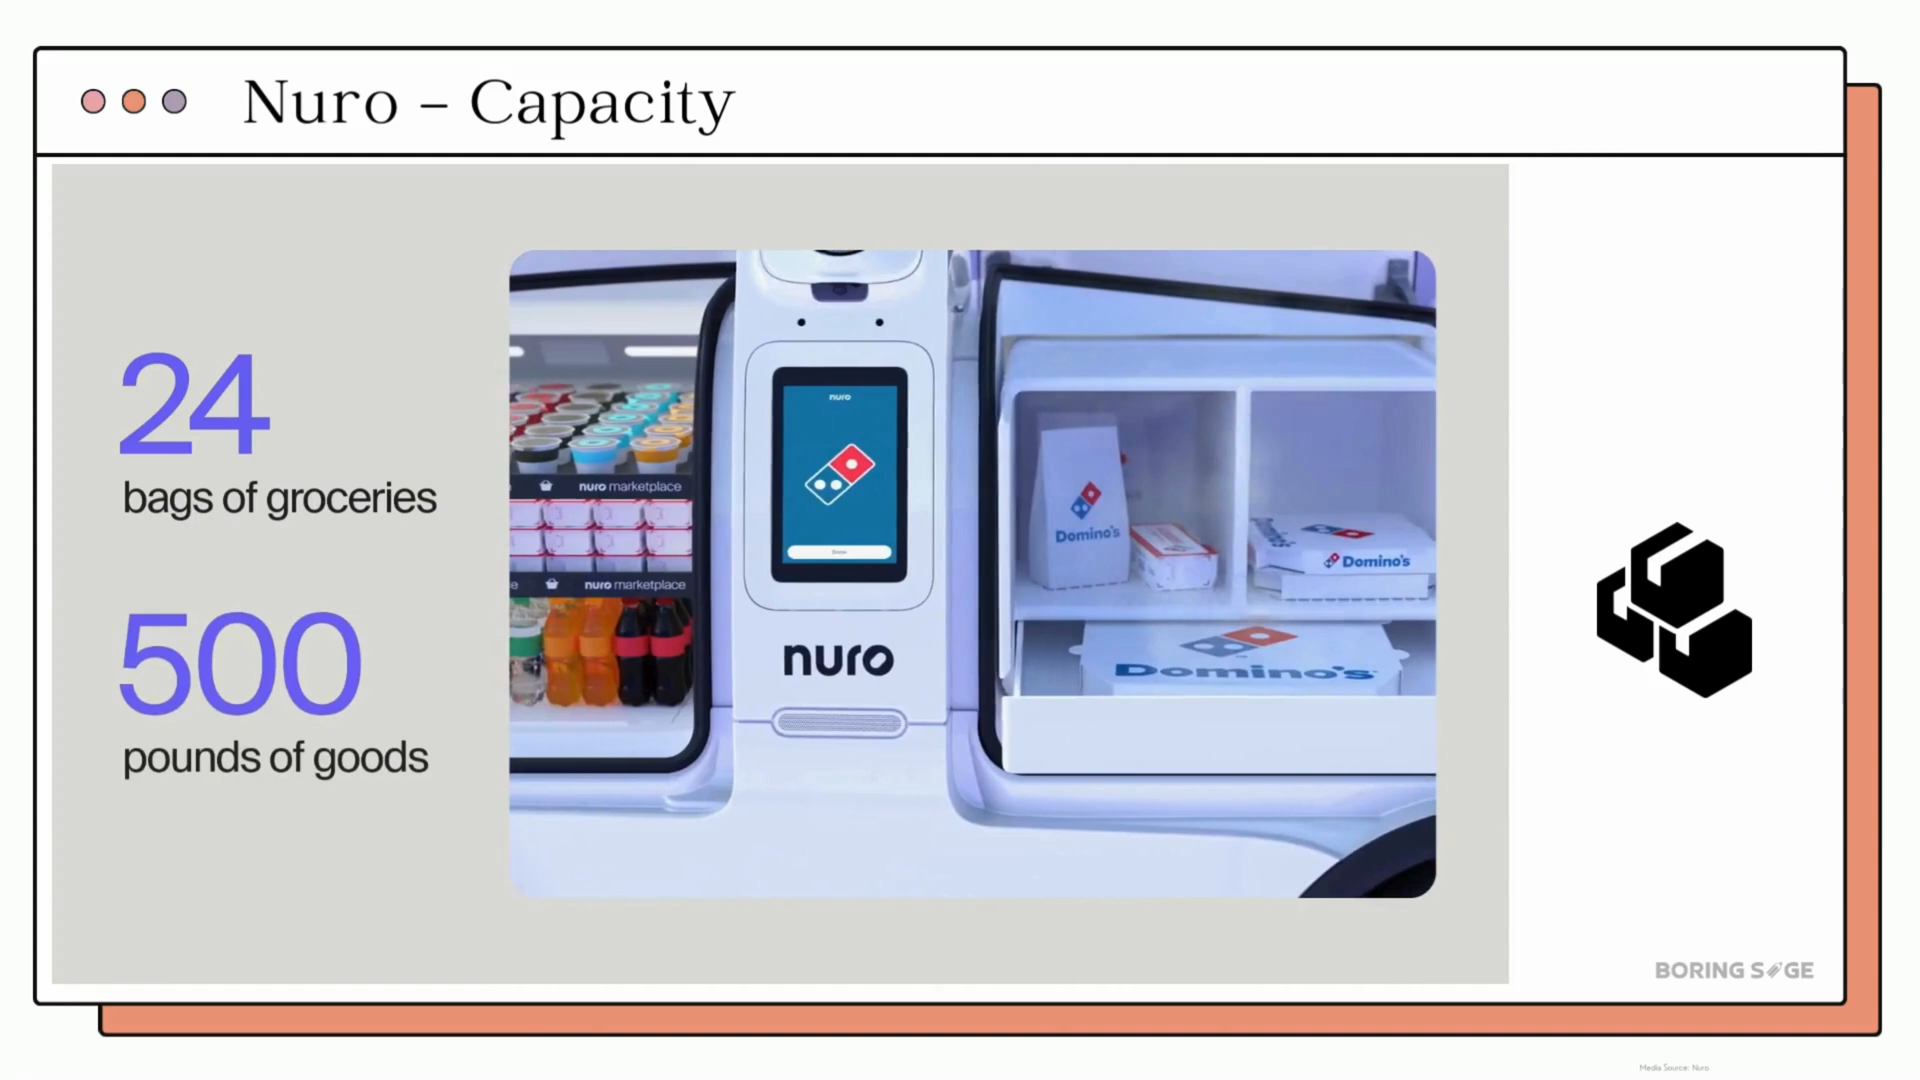 Nuro – Capacity
24
bags of groceries
500
pounds of goods
nuro
nuro marketplace
nuro marketplace
nuro
Domino's
Domino's
Domino's
BORING S GE
Media Source: Nuro